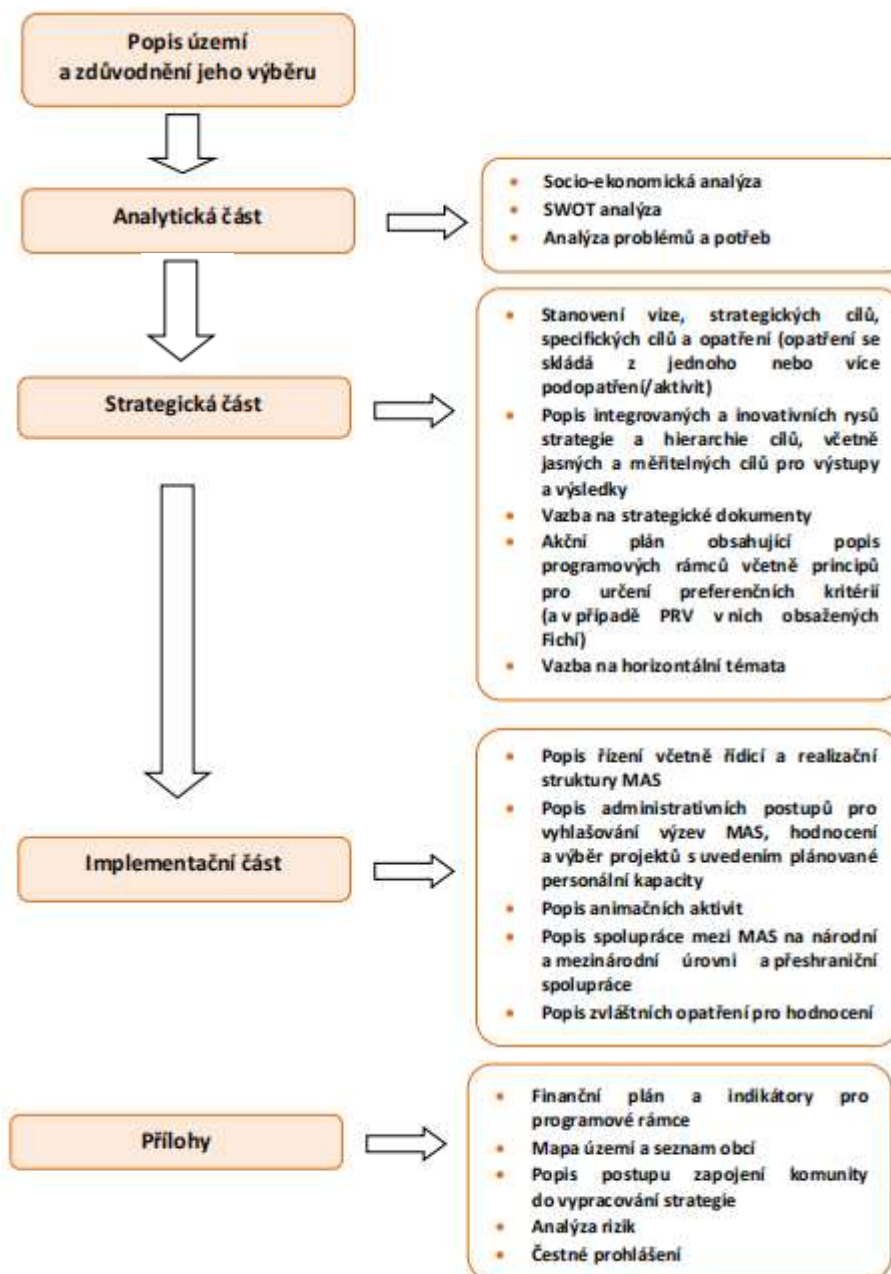 Popis území
a zdůvodnění jeho výběru
Analytická část
• Socio-ekonomická analýza
• SWOT analýza
• Analýza problémů a potřeb
Strategická část
• Stanovení vize, strategických cílů,
specifických cílů a opatření (opatření se
skládá z jednoho nebo více
podopatření/aktivit)
• Popis integrovaných a inovativních rysů
strategie a hierarchie cílů, včetně
jasných a měřitelných cílů pro výstupy
a výsledky
• Vazba na strategické dokumenty
• Akční plán obsahující popis
programových rámců včetně principů
pro určení preferenčních kritérií
(a v případě PRV v nich obsažených
Fichí)
• Vazba na horizontální témata
Implementační část
• Popis řízení včetně řídicí a realizační
struktury MAS
• Popis administrativních postupů pro
vyhlašování výzev MAS, hodnocení
a výběr projektů s uvedením plánované
personální kapacity
• Popis animačních aktivit
• Popis spolupráce mezi MAS na národní
a mezinárodní úrovni a přeshraniční
spolupráce
• Popis zvláštních opatření pro hodnocení
Přílohy
• Finanční plán a indikátory pro
programové rámce
• Mapa území a seznam obcí
• Popis postupu zapojení komunity
do vypracování strategie
• Analýza rizik
• Čestné prohlášení